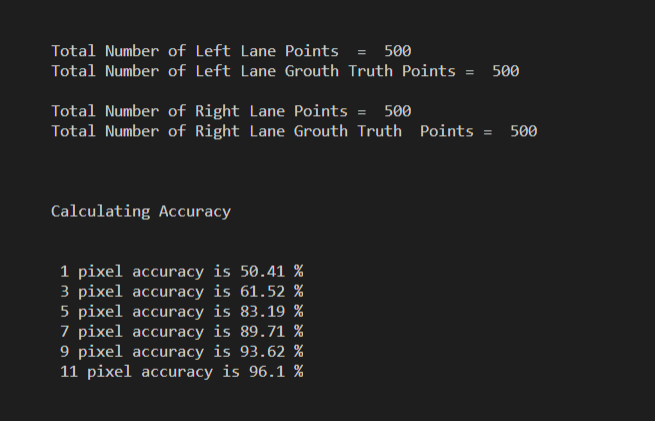 Total Number of Left Lane Points  =  500
Total Number of Left Lane Grouth Truth Points =  500
Total Number of Right Lane Points =  500
Total Number of Right Lane Grouth Truth  Points =  500
Calculating Accuracy
1 pixel accuracy is 50.41 %
3 pixel accuracy is 61.52 %
5 pixel accuracy is 83.19 %
7 pixel accuracy is 89.71 %
9 pixel accuracy is 93.62 %
11 pixel accuracy is 96.1 %